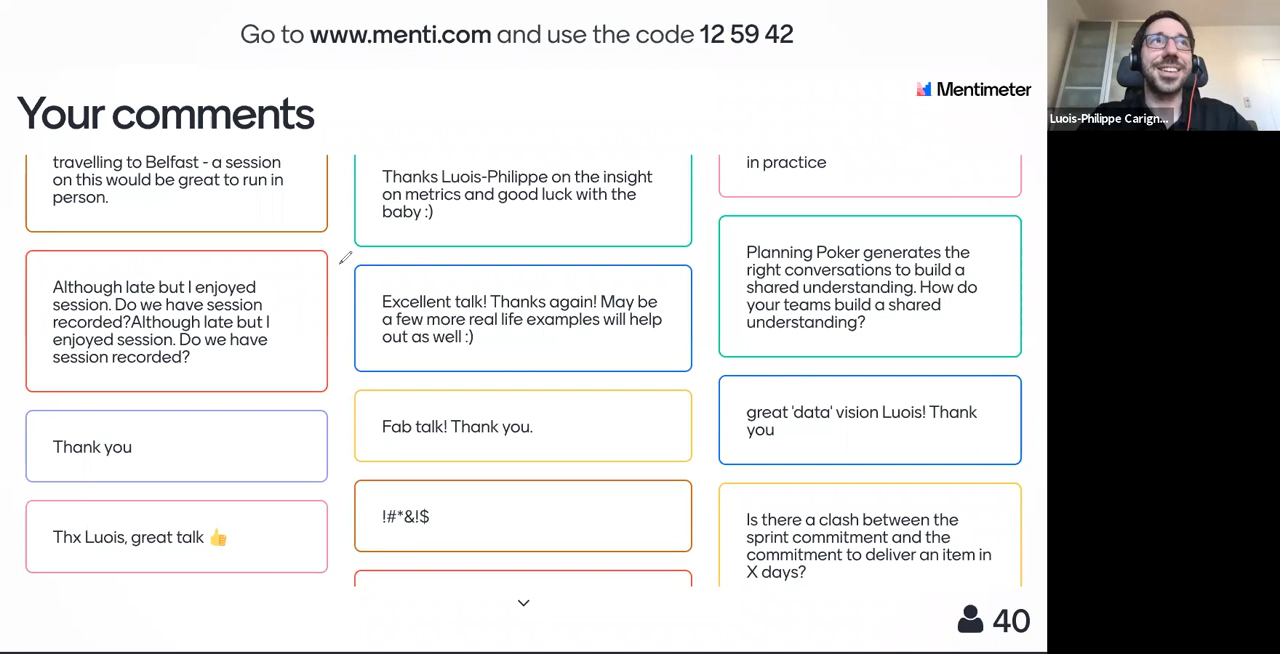 Go to www.menti.com and use the code 12 59 42
Mentimeter
Luois-Philippe Carign...
Your comments
travelling to Belfast - a session
on this would be great to run in
person.
Although late but I enjoyed
session. Do we have session
recorded?Although late but I
enjoyed session. Do we have
session recorded?
Thank you
Thx Luois, great talk 👍
Thanks Luois-Philippe on the insight
on metrics and good luck with the
baby :)
Excellent talk! Thanks again! May be
a few more real life examples will help
out as well :)
Fab talk! Thank you.
!#*&!$
in practice
Planning Poker generates the
right conversations to build a
shared understanding. How do
your teams build a shared
understanding?
great 'data' vision Luois! Thank
you
Is there a clash between the
sprint commitment and the
commitment to deliver an item in
X days?
40